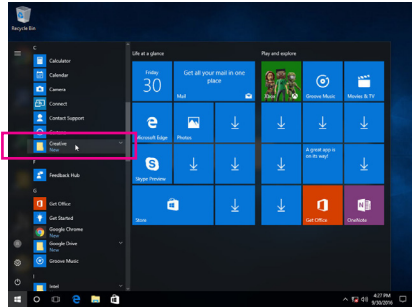 Recycle Bin
C
Calculator
Calendar
Camera
Connect
Contact Support
Cortana
Creative
New
F
Feedback Hub
G
Get Office
Get Started
Google Chrome
New
Google Drive
New
Groove Music
I
Intel
Life at a glance
Friday
30
Get all your mail in one
place
Mail
Microsoft Edge
Photos
Skype Preview
Store
Play and explore
Xbox
Groove Music
Movies & TV
A great app is
on its way!
Get Office
OneNote
4:27 PM
9/30/2016